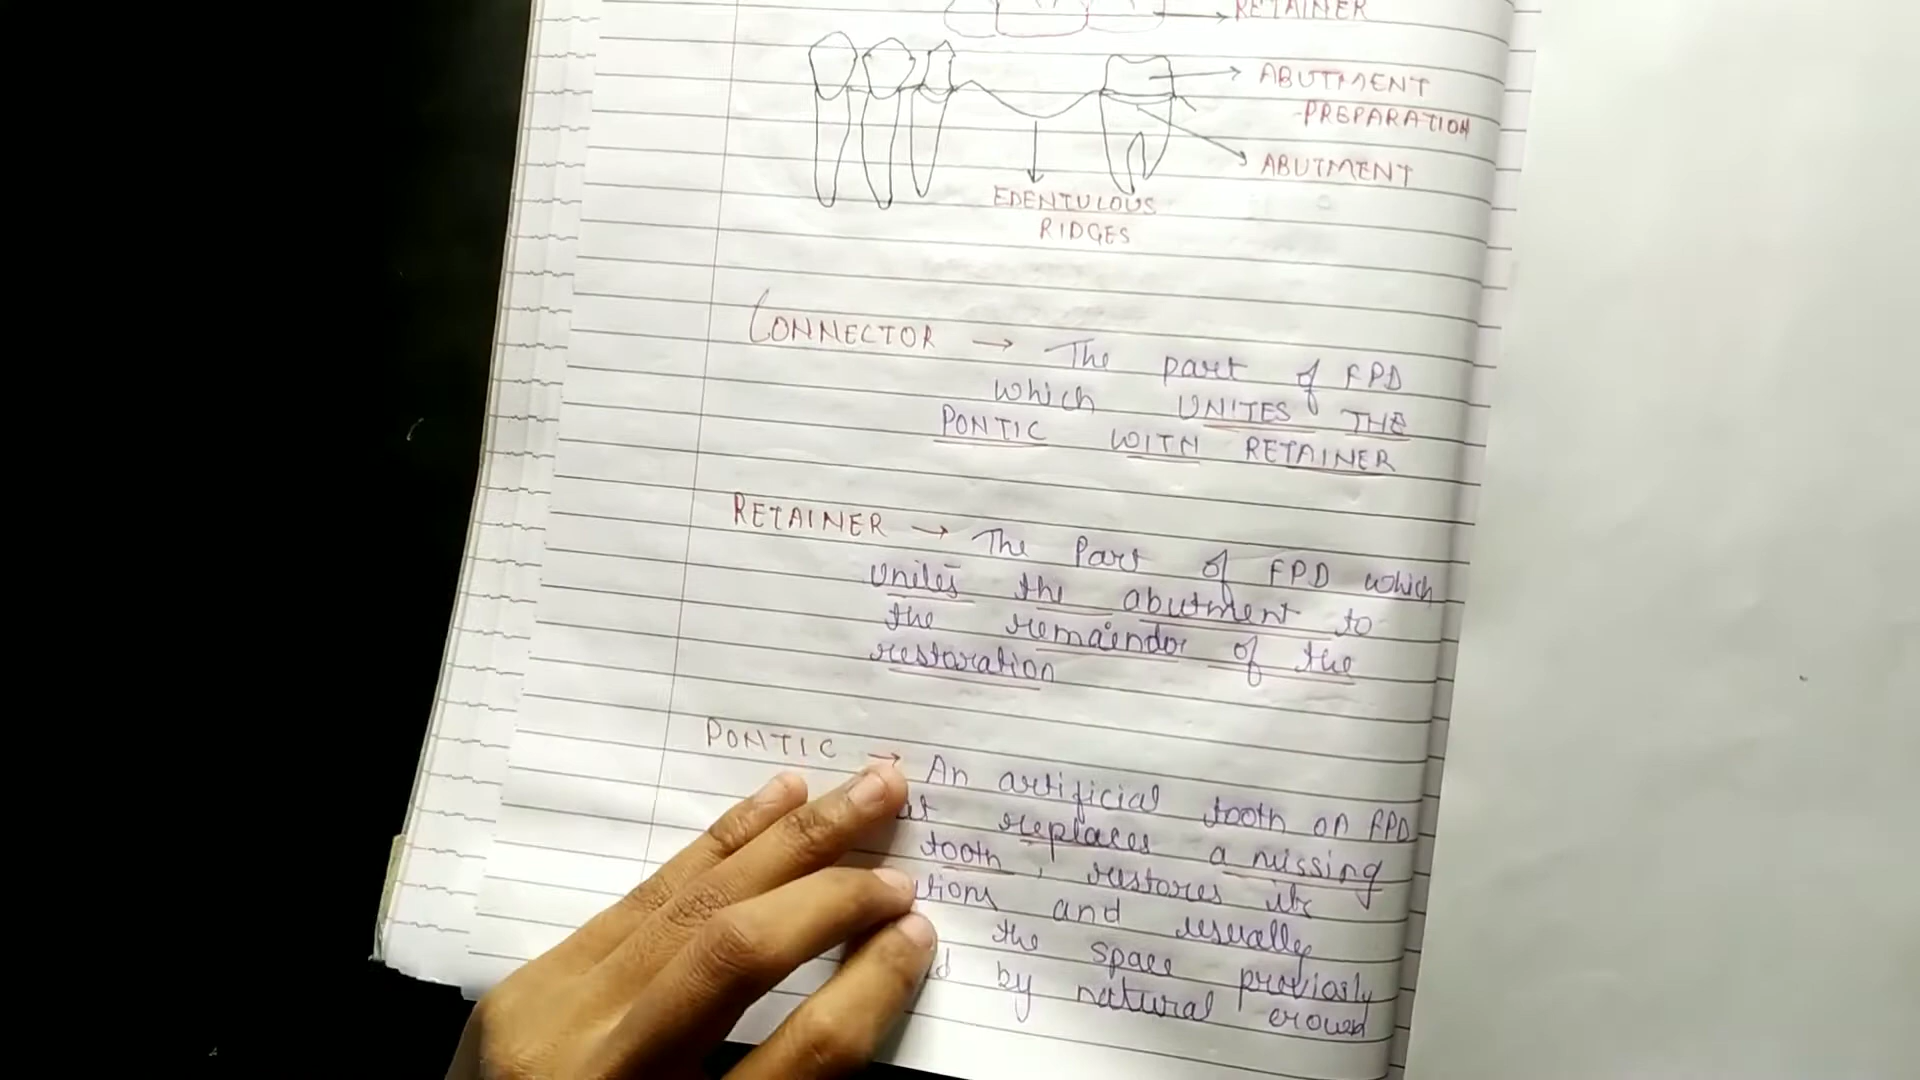 RETAINER
ABUTMENT
PREPARATION
ABUTMENT
EDENTULOUS
RIDGES
CONNECTOR → The part of FPD
which UNITES THE
PONTIC WITH RETAINER
RETAINER → The Part of FPD which
unites the abutment to
the remaindor of the
restoration
PONTIC → An artificial tooth on FPD
replaces a missing
tooth, restores its
and usually
the space previosly
by natural crown